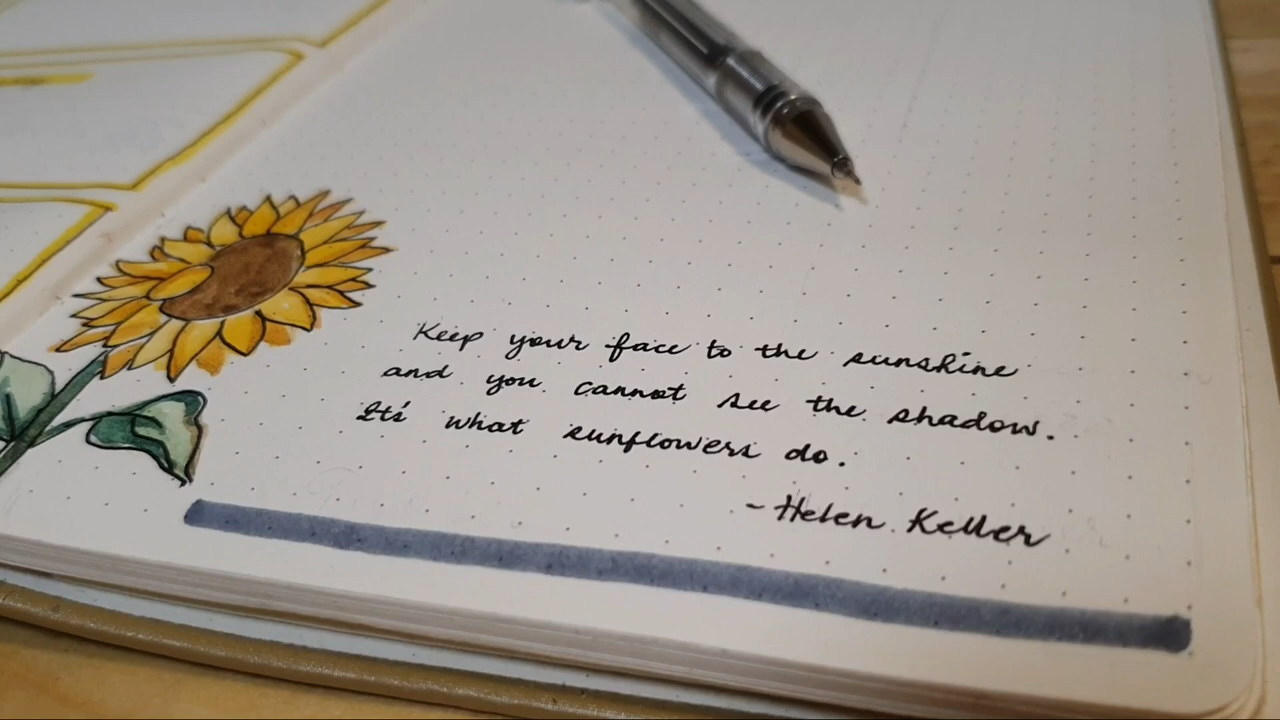 Keep your face to the sunshine
and you cannot see the shadow.
It's what sunflowers do.
- Helen Keller